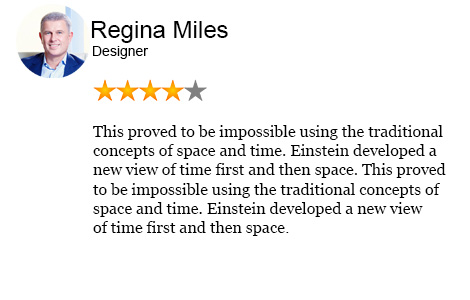 Regina Miles
Designer
This proved to be impossible using the traditional
concepts of space and time. Einstein developed a
new view of time first and then space. This proved
to be impossible using the traditional concepts of
space and time. Einstein developed a new view
of time first and then space.